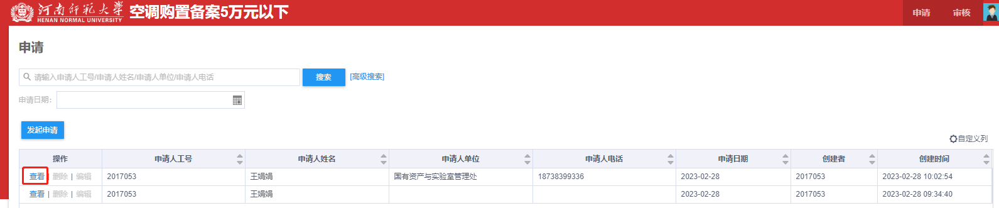 河南师范大学 空调购置备案5万元以下 申请 审核
HENAN NORMAL UNIVERSITY
申请
请输入申请人工号/申请人姓名/申请人单位/申请人电话 搜索 [高级搜索]
申请日期:
发起申请
自定义列
操作 申请人工号 申请人姓名 申请人单位 申请人电话 申请日期 创建者 创建时间
查看 | 删除 | 编辑 2017053 王娟娟 国有资产与实验室管理处 18738399336 2023-02-28 2017053 2023-02-28 10:02:54
查看 | 删除 | 编辑 2017053 王娟娟 2023-02-28 2017053 2023-02-28 09:34:40